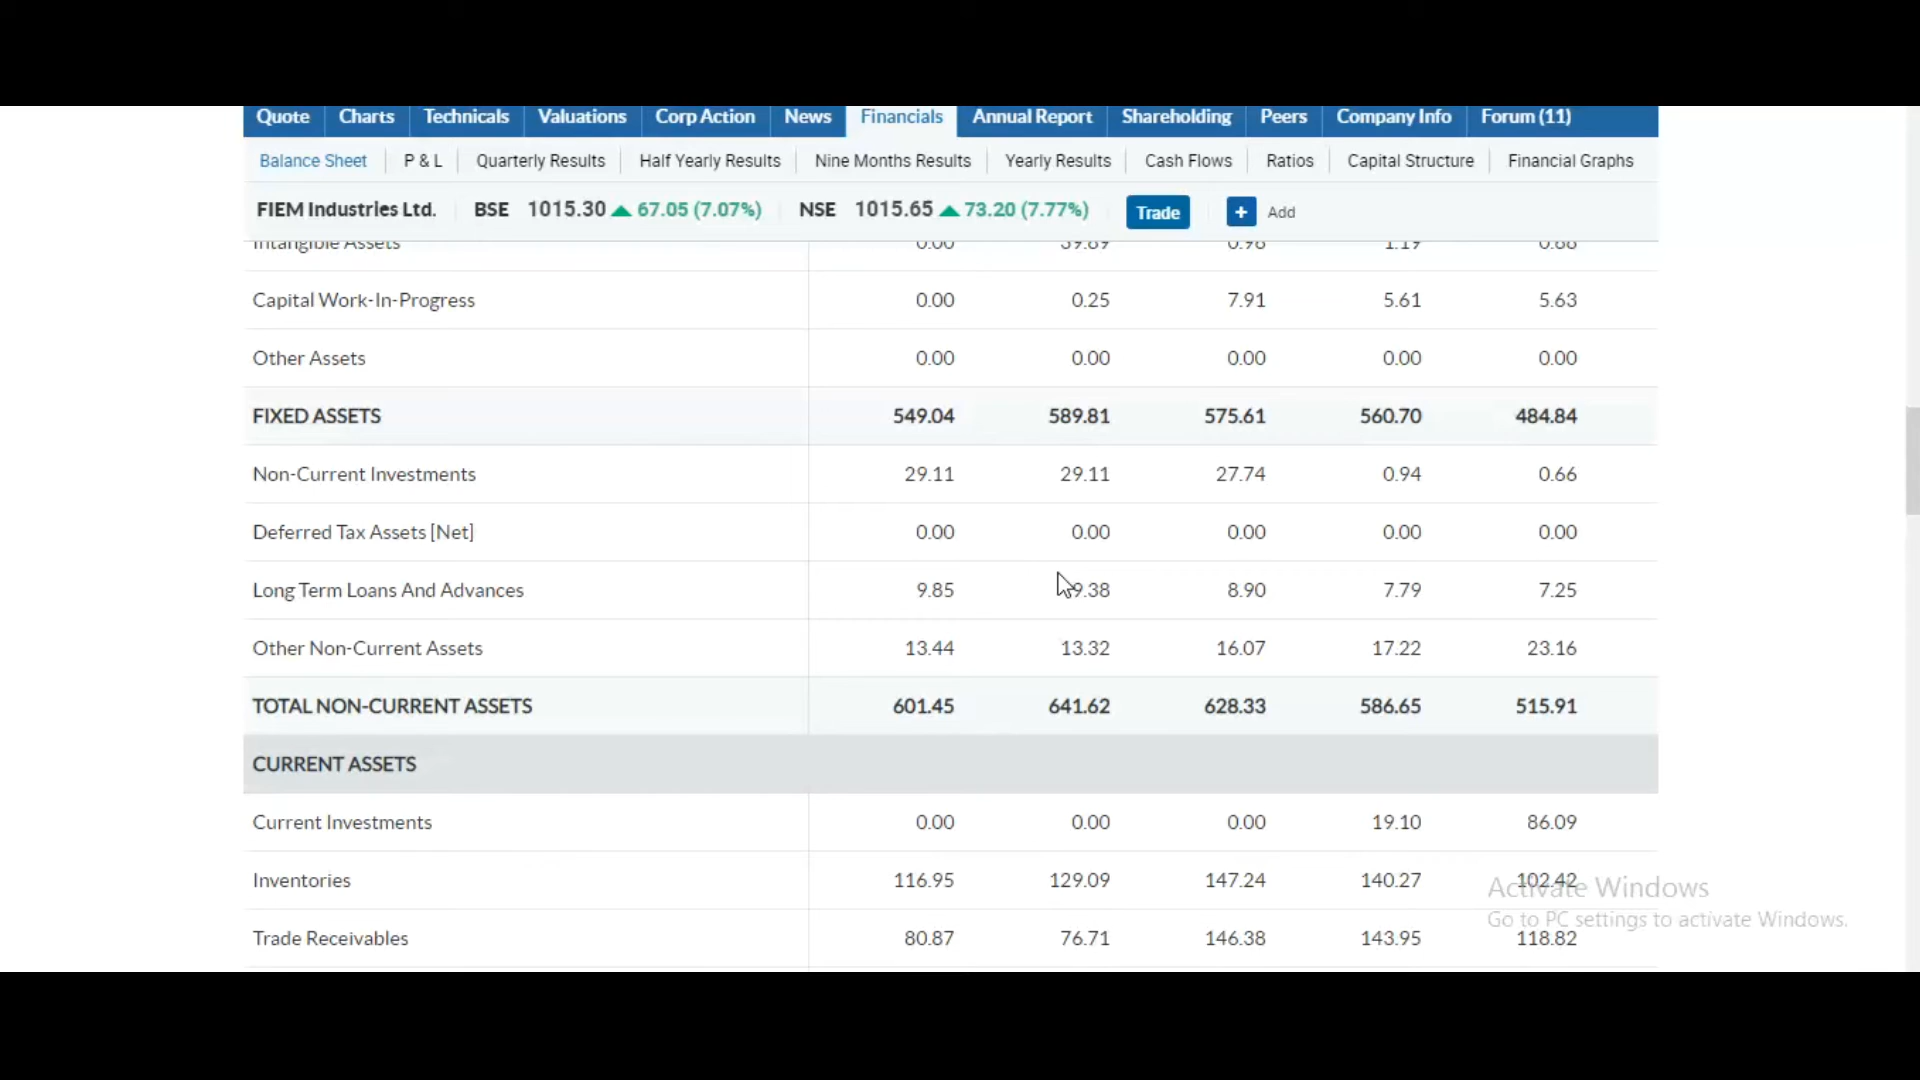 Quote Charts Technicals Valuations Corp Action News Financials Annual Report Shareholding Peers Company Info Forum (11)
Balance Sheet P & L Quarterly Results Half Yearly Results Nine Months Results Yearly Results Cash Flows Ratios Capital Structure Financial Graphs
FIEM Industries Ltd. BSE 1015.30 67.05 (7.07%) NSE 1015.65 73.20 (7.77%) Trade + Add
Intangible Assets 0.00 1.19
Capital Work-In-Progress 0.00 0.25 7.91 5.61 5.63
Other Assets 0.00 0.00 0.00 0.00 0.00
FIXED ASSETS 549.04 589.81 575.61 560.70 484.84
Non-Current Investments 29.11 29.11 27.74 0.94 0.66
Deferred Tax Assets [Net] 0.00 0.00 0.00 0.00 0.00
Long Term Loans And Advances 9.85 9.38 8.90 7.79 7.25
Other Non-Current Assets 13.44 13.32 16.07 17.22 23.16
TOTAL NON-CURRENT ASSETS 601.45 641.62 628.33 586.65 515.91
CURRENT ASSETS
Current Investments 0.00 0.00 0.00 19.10 86.09
Inventories 116.95 129.09 147.24 140.27 102.42
Activate Windows
Go to PC settings to activate Windows.
Trade Receivables 80.87 76.71 146.38 143.95 118.82